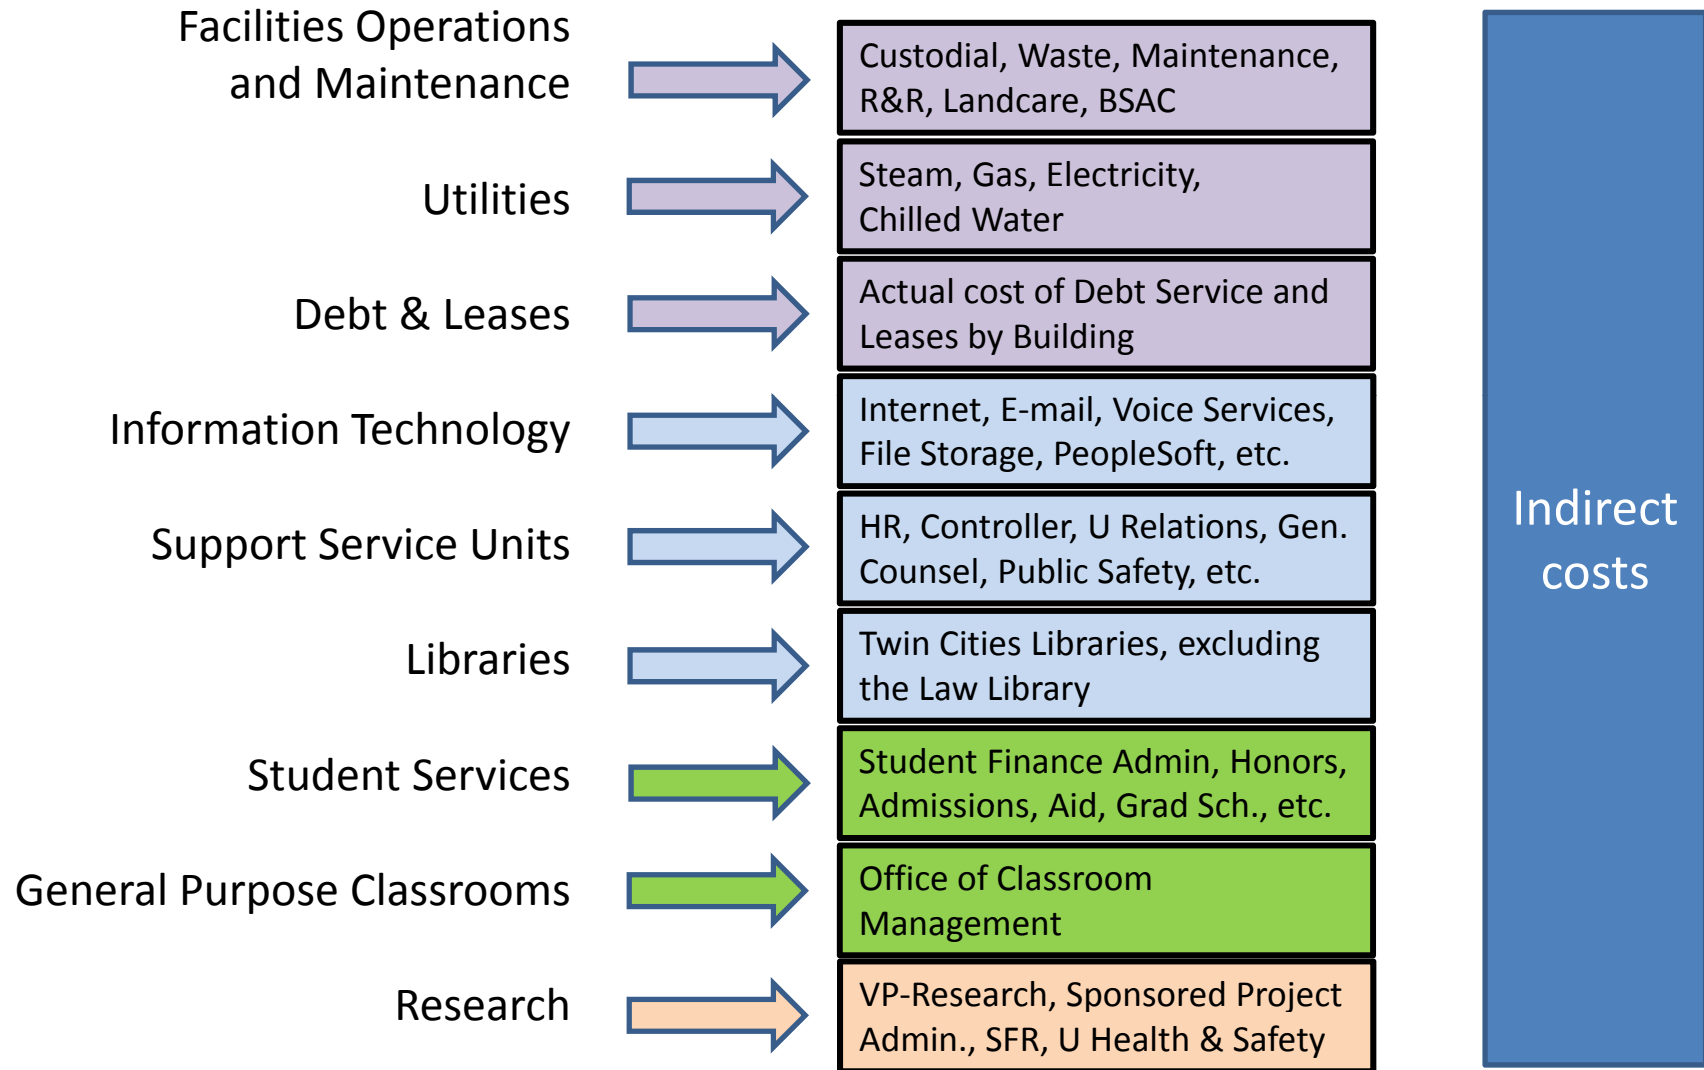 Facilities Operations
and Maintenance
Custodial, Waste, Maintenance,
R&R, Landcare, BSAC
Utilities
Steam, Gas, Electricity,
Chilled Water
Debt & Leases
Actual cost of Debt Service and
Leases by Building
Information Technology
Internet, E-mail, Voice Services,
File Storage, PeopleSoft, etc.
Support Service Units
HR, Controller, U Relations, Gen.
Counsel, Public Safety, etc.
Libraries
Twin Cities Libraries, excluding
the Law Library
Student Services
Student Finance Admin, Honors,
Admissions, Aid, Grad Sch., etc.
General Purpose Classrooms
Office of Classroom
Management
Research
VP-Research, Sponsored Project
Admin., SFR, U Health & Safety
Indirect
costs